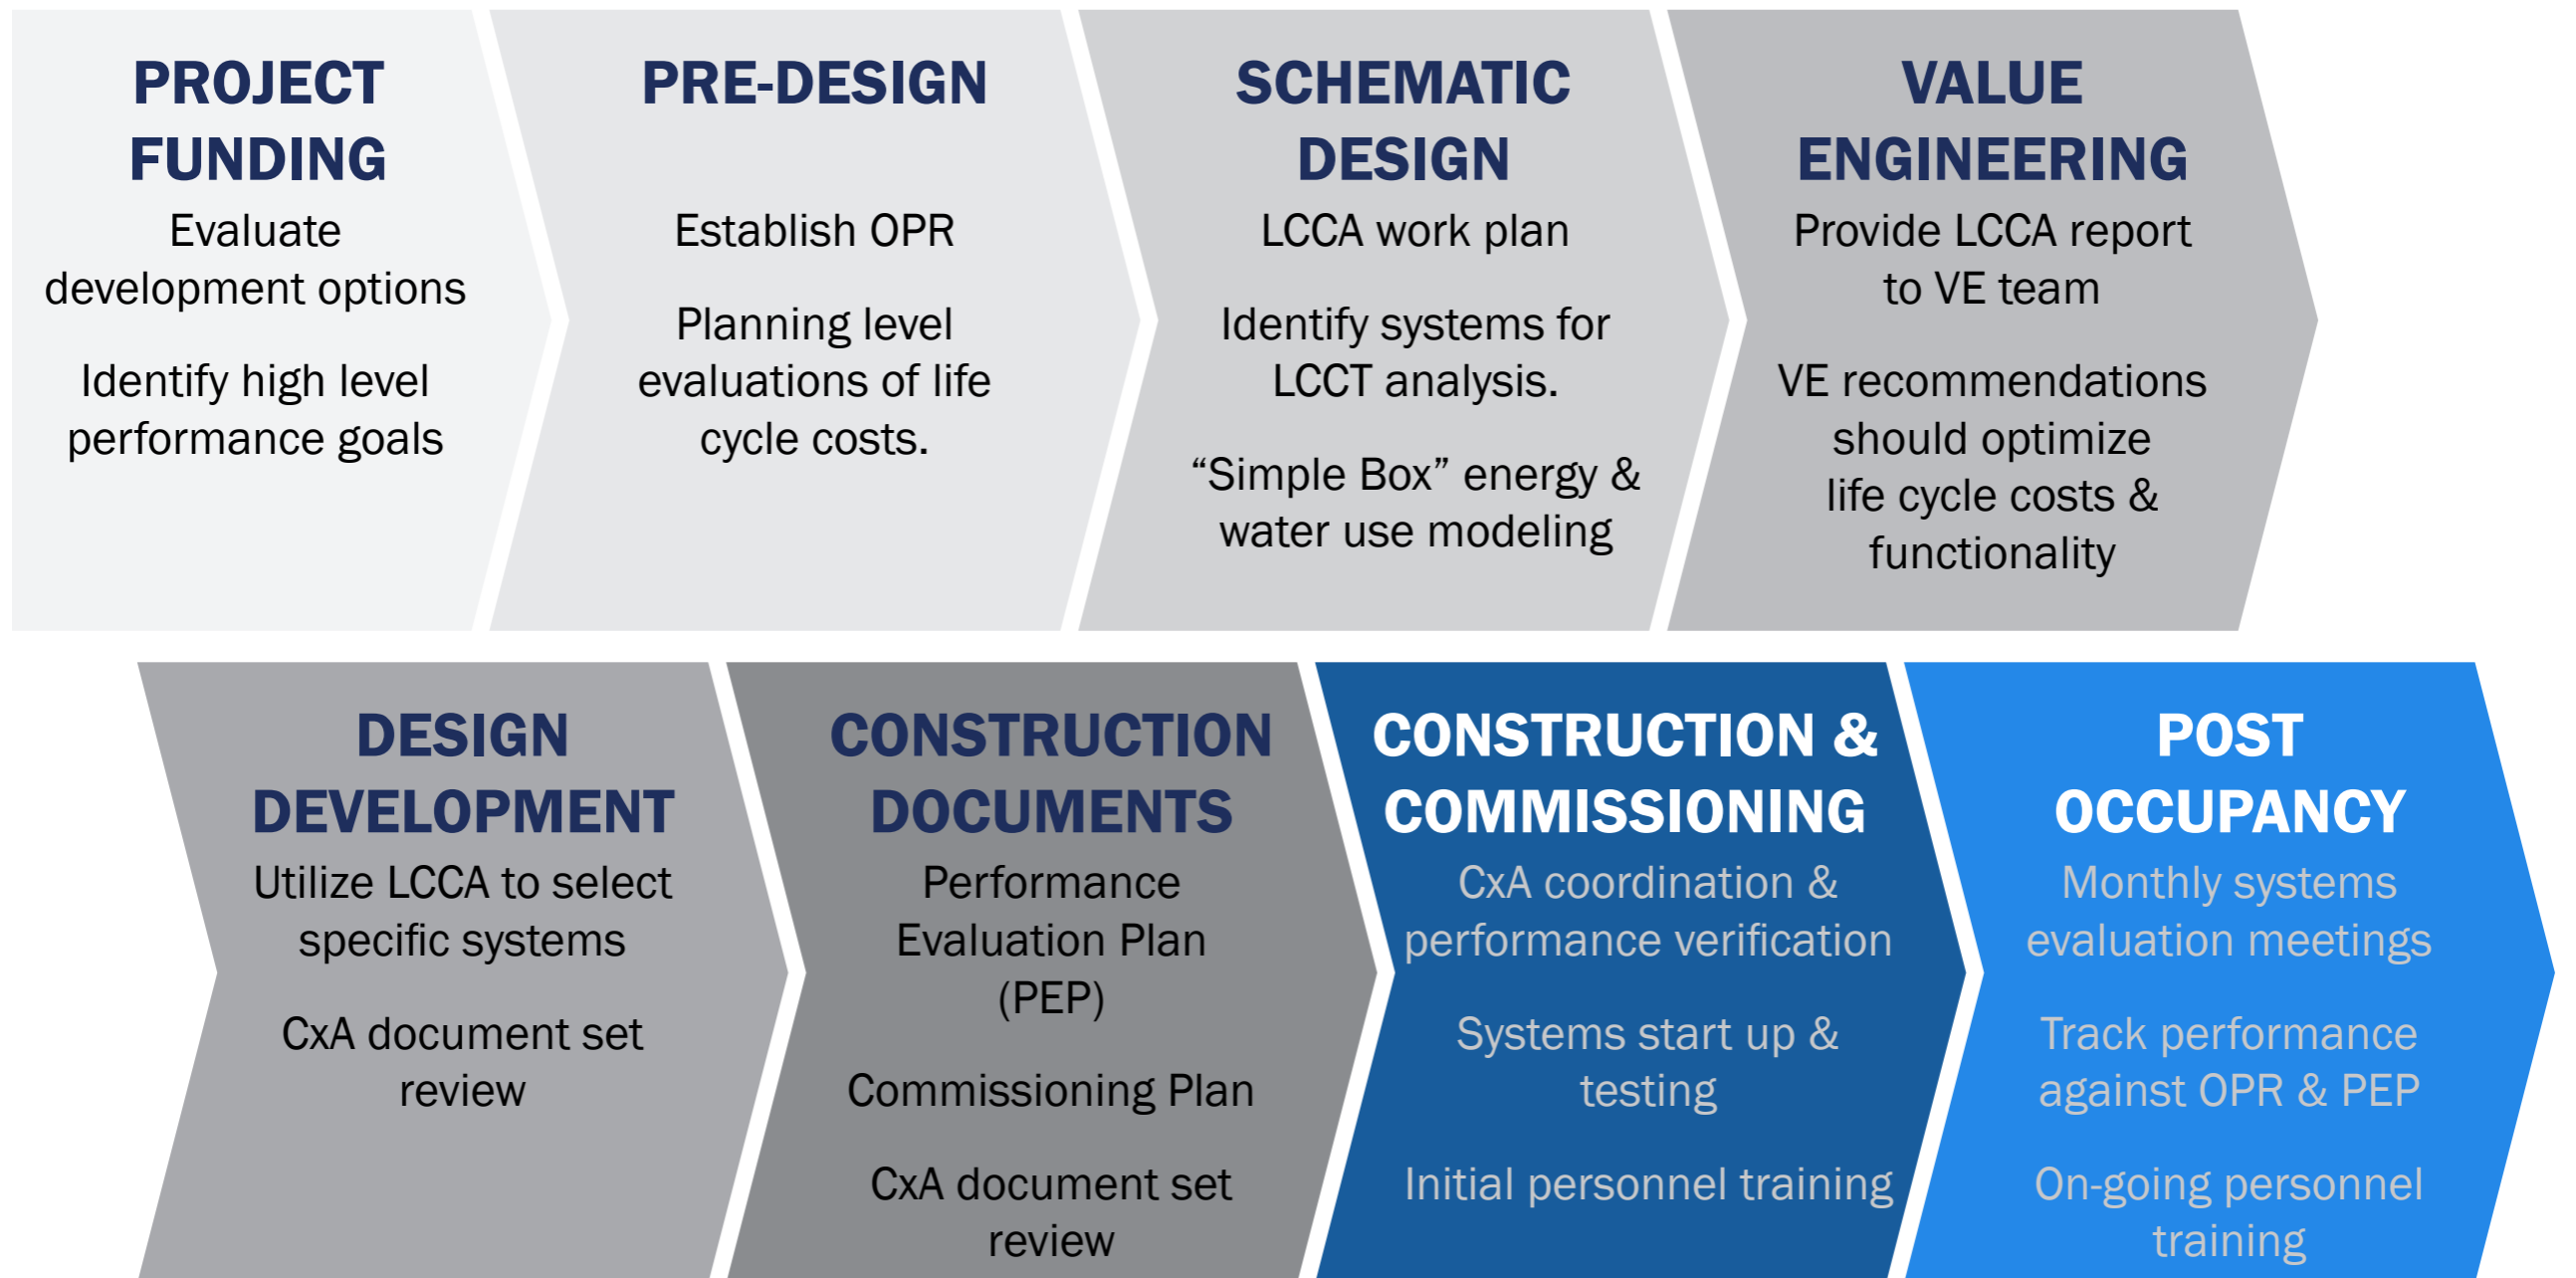 PROJECT
FUNDING
Evaluate
development options
Identify high level
performance goals
PRE-DESIGN
Establish OPR
Planning level
evaluations of life
cycle costs.
SCHEMATIC
DESIGN
LCCA work plan
Identify systems for
LCCT analysis.
“Simple Box” energy &
water use modeling
VALUE
ENGINEERING
Provide LCCA report
to VE team
VE recommendations
should optimize
life cycle costs &
functionality
DESIGN
DEVELOPMENT
Utilize LCCA to select
specific systems
CxA document set
review
CONSTRUCTION
DOCUMENTS
Performance
Evaluation Plan
(PEP)
Commissioning Plan
CxA document set
review
CONSTRUCTION &
COMMISSIONING
CxA coordination &
performance verification
Systems start up &
testing
Initial personnel training
POST
OCCUPANCY
Monthly systems
evaluation meetings
Track performance
against OPR & PEP
On-going personnel
training